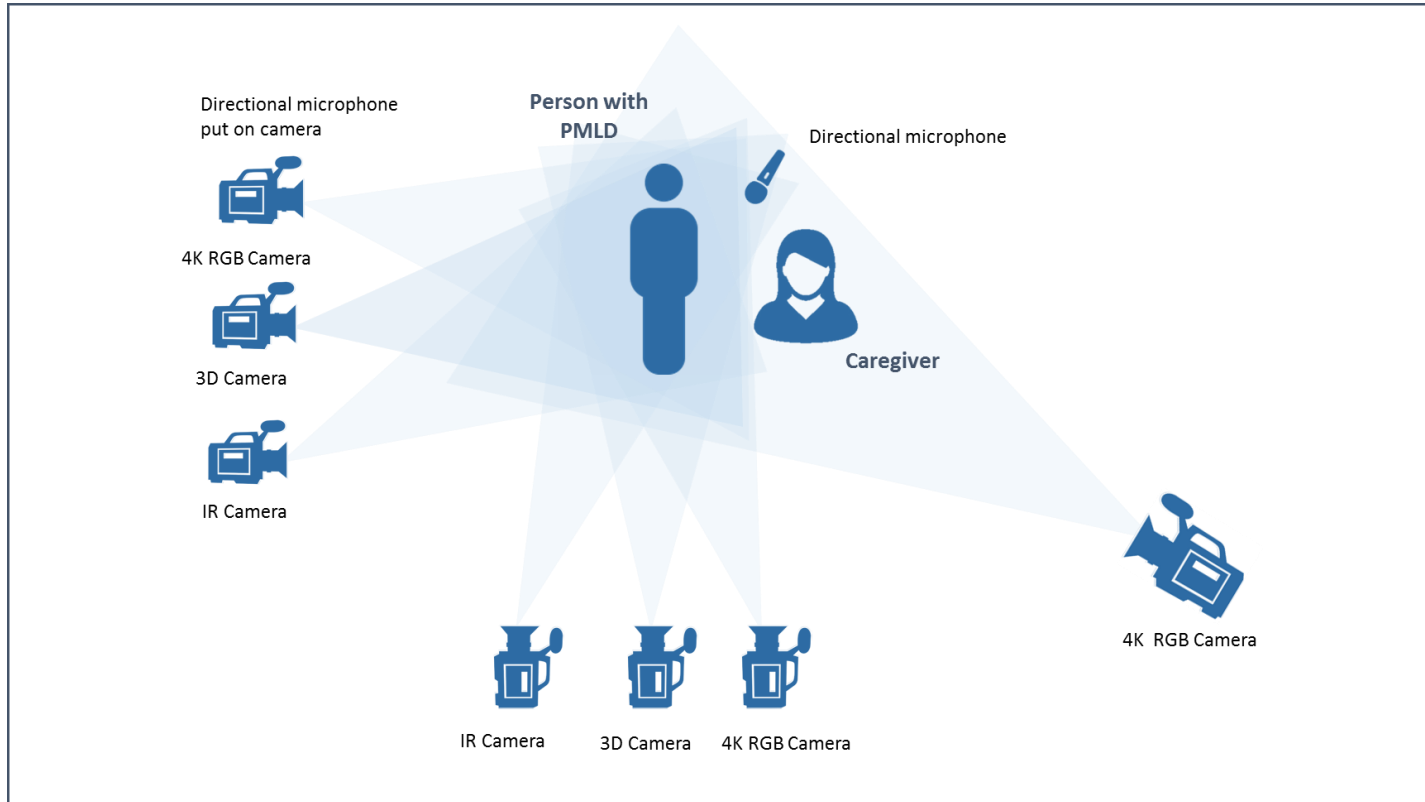 Directional microphone
put on camera
Person with
PMLD
Directional microphone
4K RGB Camera
Caregiver
3D Camera
IR Camera
4K RGB Camera
IR Camera
3D Camera
4K RGB Camera